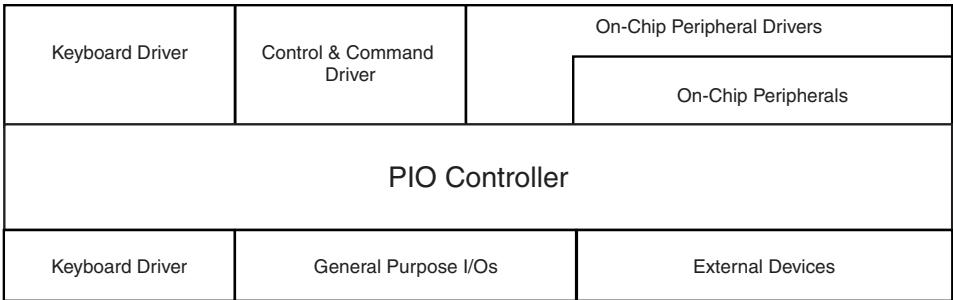 Keyboard Driver
Control & Command
Driver
On-Chip Peripheral Drivers
On-Chip Peripherals
PIO Controller
Keyboard Driver
General Purpose I/Os
External Devices